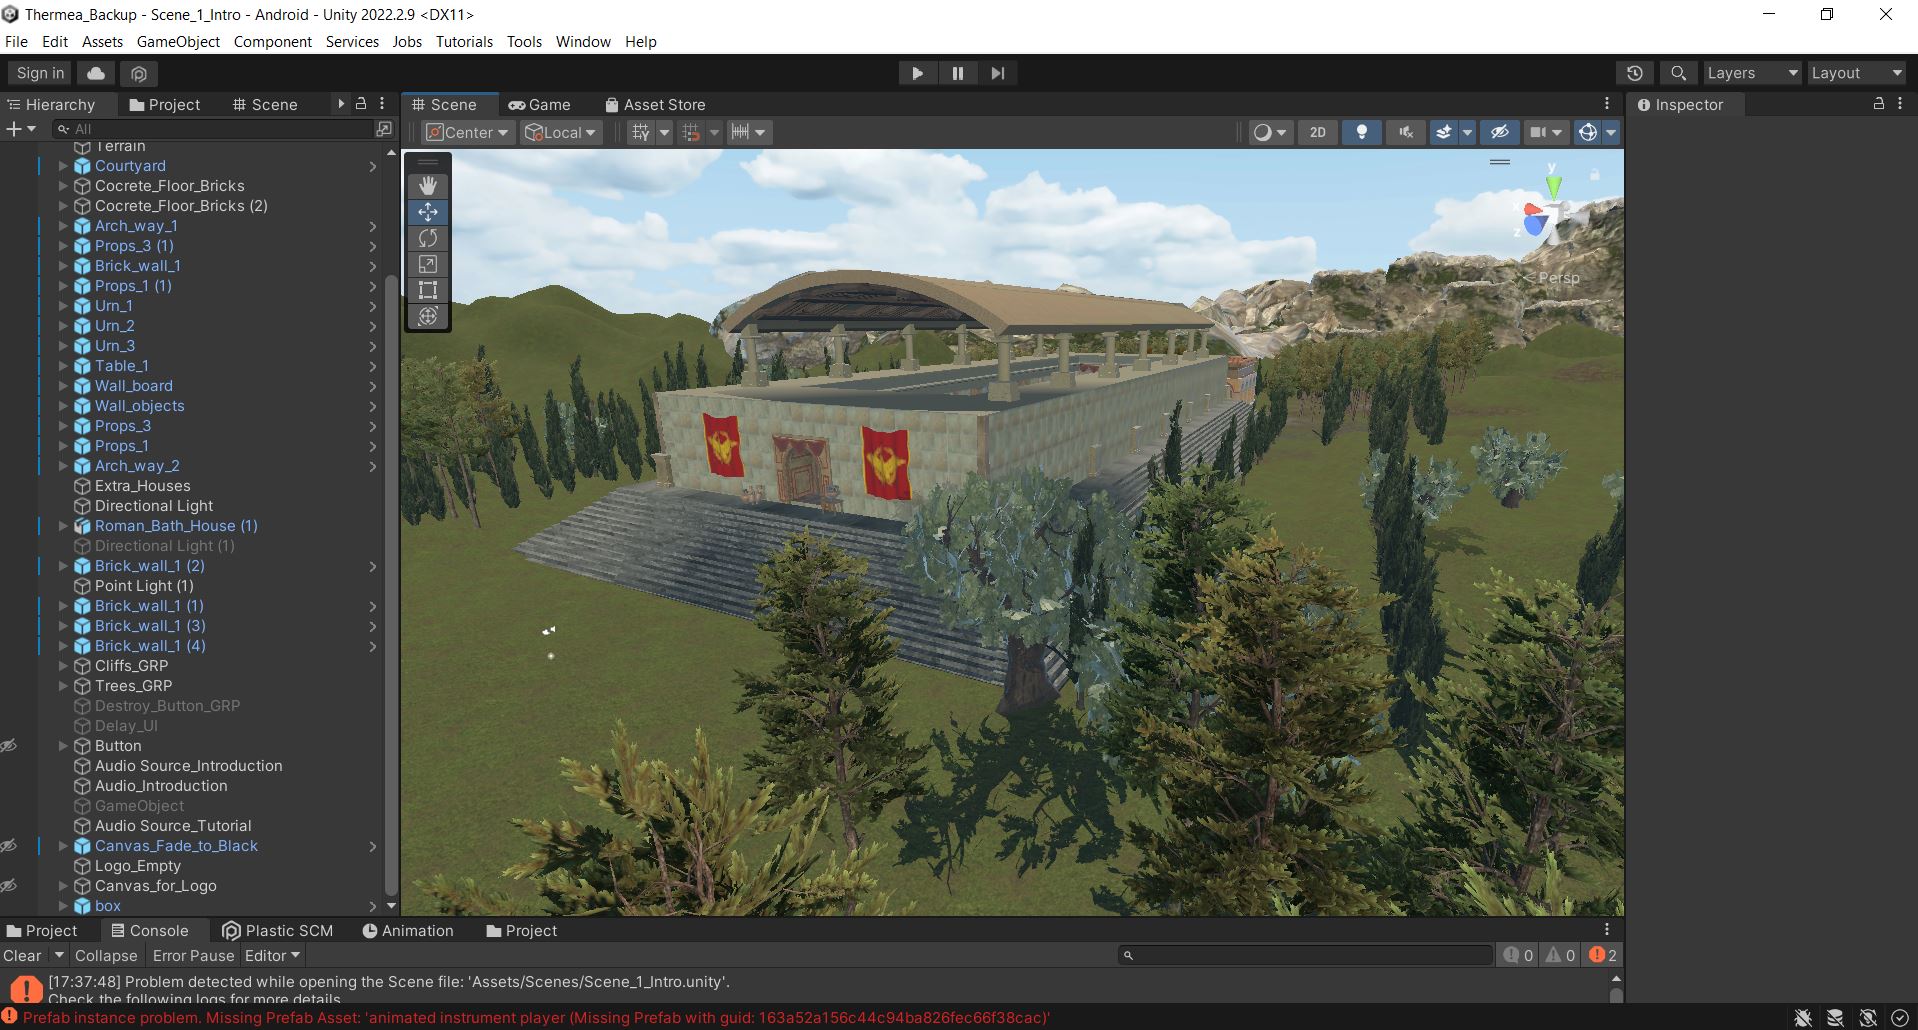 Thermea_Backup - Scene_1_Intro - Android - Unity 2022.2.9 <DX11>
File Edit Assets GameObject Component Services Jobs Tutorials Tools Window Help
Sign in Layers Layout
Hierarchy Project Scene Scene Game Asset Store Inspector
All Center Local 2D
Terrain
Courtyard
Cocrete_Floor_Bricks
Cocrete_Floor_Bricks (2)
Arch_way_1
Props_3 (1)
Brick_wall_1
Props_1 (1)
Urn_1
Urn_2
Urn_3
Table_1
Wall_board
Wall_objects
Props_3
Props_1
Arch_way_2
Extra_Houses
Directional Light
Roman_Bath_House (1)
Directional Light (1)
Brick_wall_1 (2)
Point Light (1)
Brick_wall_1 (1)
Brick_wall_1 (3)
Brick_wall_1 (4)
Cliffs_GRP
Trees_GRP
Destroy_Button_GRP
Delay_UI
Button
Audio Source_Introduction
Audio_Introduction
GameObject
Audio Source_Tutorial
Canvas_Fade_to_Black
Logo_Empty
Canvas_for_Logo
box
y
x
z
< Persp
Project Console Plastic SCM Animation Project
Clear Collapse Error Pause Editor 0 0 2
[17:37:48] Problem detected while opening the Scene file: 'Assets/Scenes/Scene_1_Intro.unity'.
Check the following logs for more details.
Prefab instance problem. Missing Prefab Asset: 'animated instrument player (Missing Prefab with guid: 163a52a156c44c94ba826fec66f38cac)'